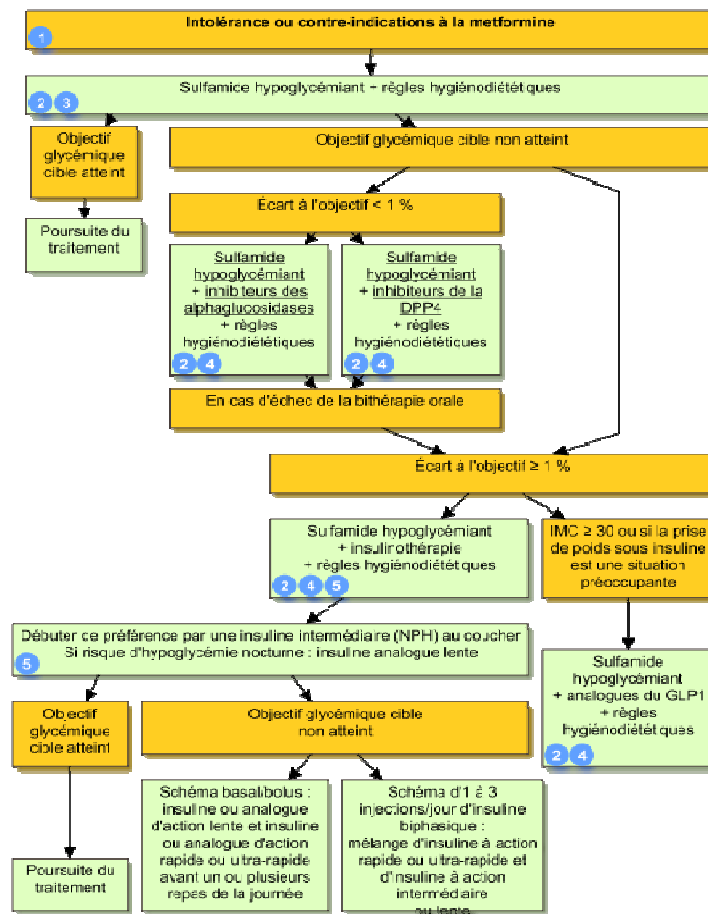 Intolérance ou contre-indications à la metformine
1
Sulfamide hypoglycémiant + règles hygiénodiététiques
2 3
Objectif
glycémique
cible atteint
Objectif glycémique cible non atteint
Poursuite du
traitement
Écart à l'objectif < 1 %
Sulfamide
hypoglycémiant
+ inhibiteurs des
alphaglucosidases
+ règles
hygiénodiététiques
2 4
Sulfamide
hypoglycémiant
+ inhibiteurs de la
DPP4
+ règles
hygiénodiététiques
2 4
En cas d'échec de la bithérapie orale
Écart à l'objectif ≥ 1 %
Sulfamide hypoglycémiant
+ insulinothérapie
+ règles hygiénodiététiques
2 4 5
IMC ≥ 30 ou si la prise
de poids sous insuline
est une situation
préoccupante
Débuter de préférence par une insuline intermédiaire (NPH) au coucher
Si risque d'hypoglycémie nocturne : insuline analogue lente
5
Sulfamide
hypoglycémiant
+ analogues du GLP1
+ règles
hygiénodiététiques
2 4
Objectif
glycémique
cible atteint
Objectif glycémique cible
non atteint
Poursuite du
traitement
Schéma basal/bolus :
insuline ou analogue
d'action lente et insuline
ou analogue d'action
rapide ou ultra-rapide
avant un ou plusieurs
repas de la journée
Schéma d'1 à 3
injections/jour d'insuline
biphasique :
mélange d'insuline à action
rapide ou ultra-rapide et
d'insuline à action
intermédiaire
ou lente